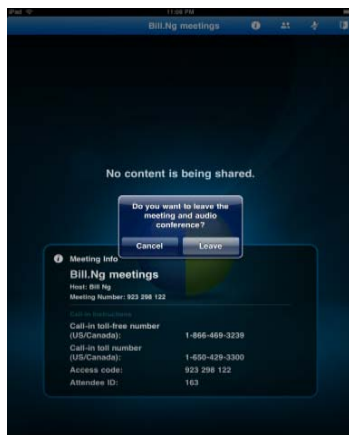 iPad
11:08 PM
Bill.Ng meetings
No content is being shared.
Do you want to leave the
meeting and audio
conference?
Cancel
Leave
Meeting Info
Bill.Ng meetings
Host: Bill Ng
Meeting Number: 923 298 122
Call-in Instructions
Call-in toll-free number
(US/Canada): 1-866-469-3239
Call-in toll number
(US/Canada): 1-650-429-3300
Access code: 923 298 122
Attendee ID: 163